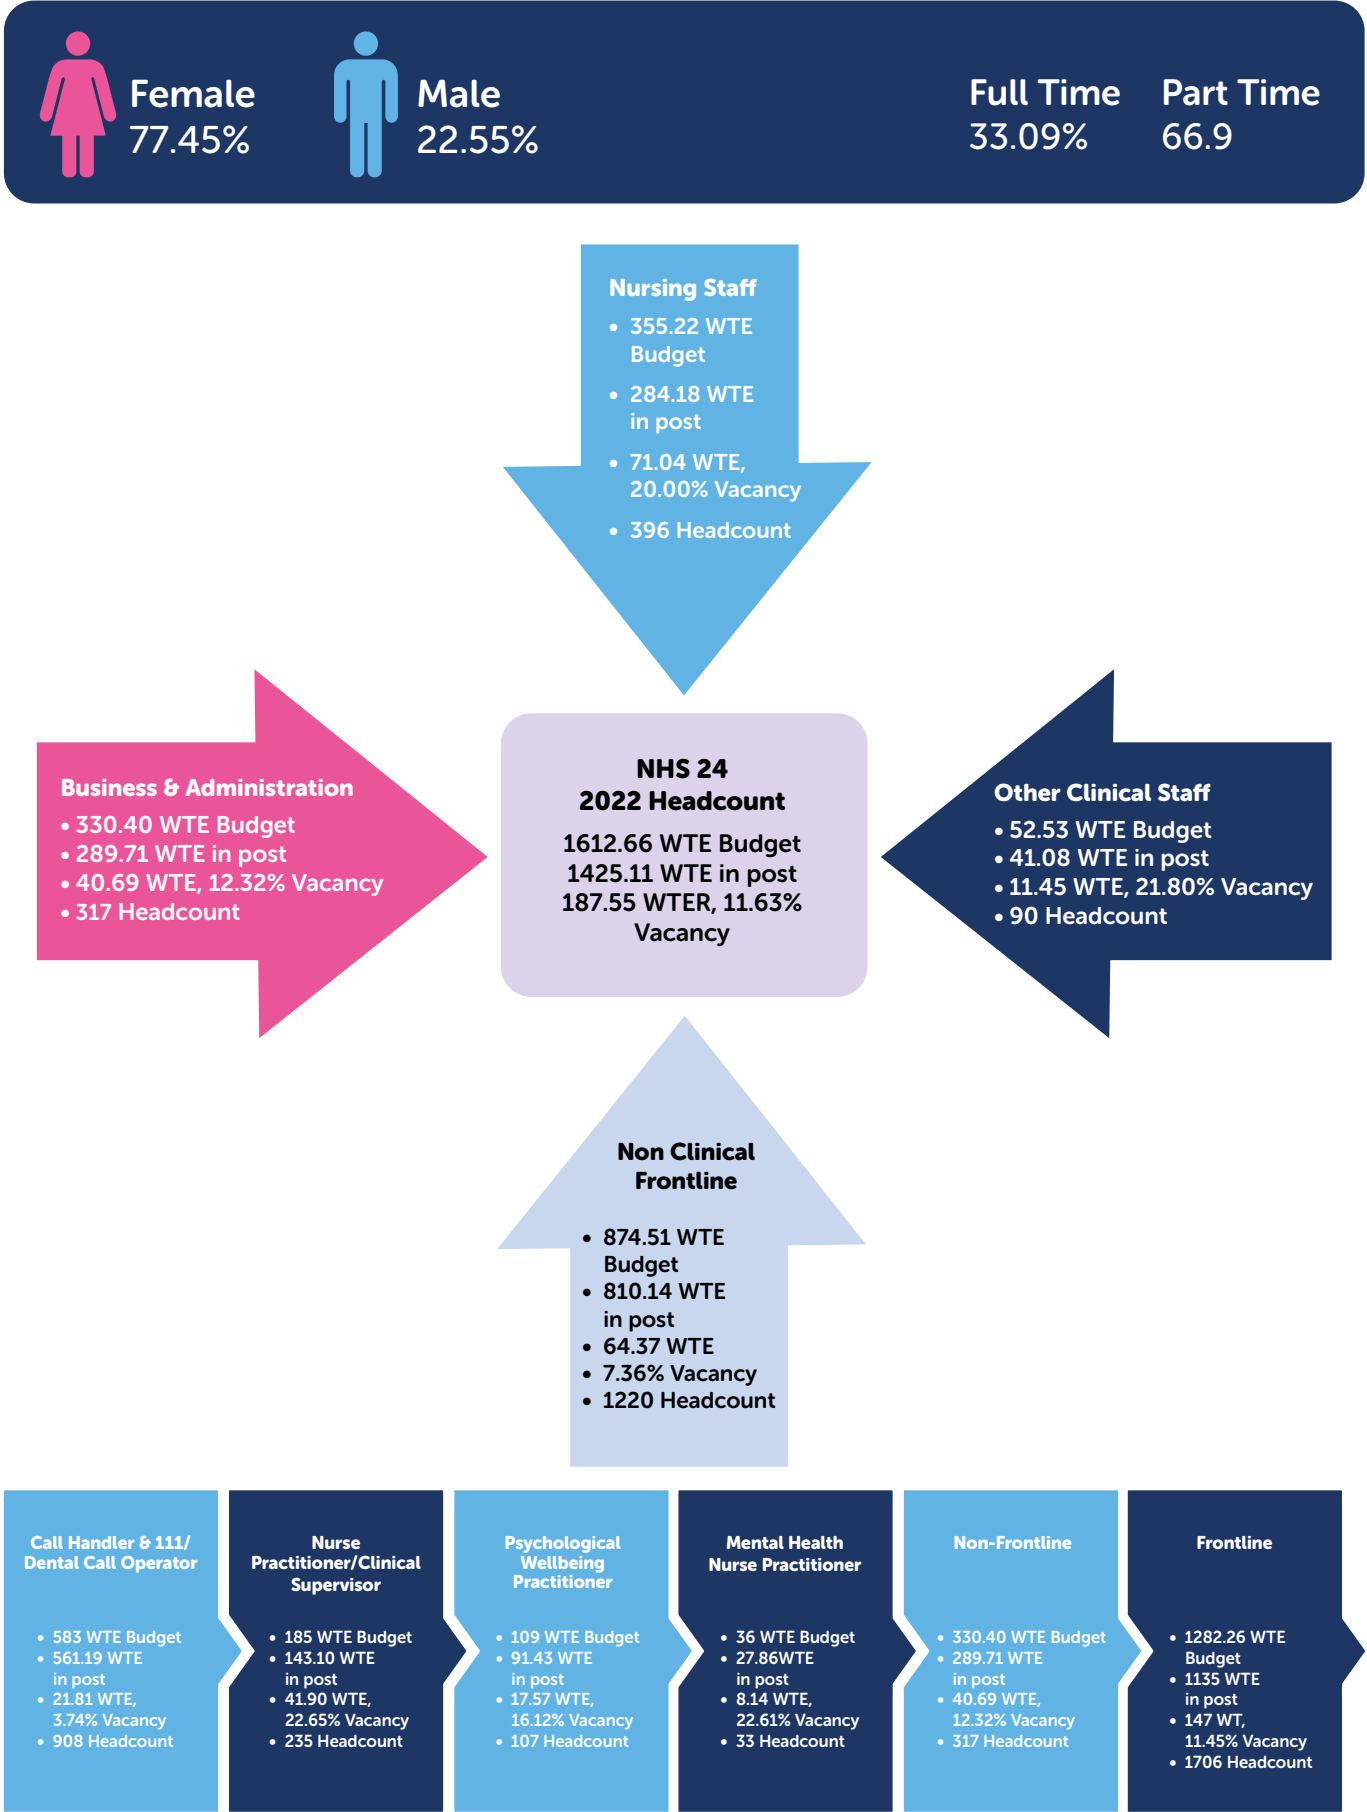 Female
77.45%
Male
22.55%
Full Time
33.09%
Part Time
66.9
Nursing Staff
• 355.22 WTE
Budget
• 284.18 WTE
in post
• 71.04 WTE,
20.00% Vacancy
• 396 Headcount
Business & Administration
• 330.40 WTE Budget
• 289.71 WTE in post
• 40.69 WTE, 12.32% Vacancy
• 317 Headcount
NHS 24
2022 Headcount
1612.66 WTE Budget
1425.11 WTE in post
187.55 WTER, 11.63%
Vacancy
Other Clinical Staff
• 52.53 WTE Budget
• 41.08 WTE in post
• 11.45 WTE, 21.80% Vacancy
• 90 Headcount
Non Clinical
Frontline
• 874.51 WTE
Budget
• 810.14 WTE
in post
• 64.37 WTE
• 7.36% Vacancy
• 1220 Headcount
Call Handler & 111/
Dental Call Operator
• 583 WTE Budget
• 561.19 WTE
in post
• 21.81 WTE,
3.74% Vacancy
• 908 Headcount
Nurse
Practitioner/Clinical
Supervisor
• 185 WTE Budget
• 143.10 WTE
in post
• 41.90 WTE,
22.65% Vacancy
• 235 Headcount
Psychological
Wellbeing
Practitioner
• 109 WTE Budget
• 91.43 WTE
in post
• 17.57 WTE,
16.12% Vacancy
• 107 Headcount
Mental Health
Nurse Practitioner
• 36 WTE Budget
• 27.86WTE
in post
• 8.14 WTE,
22.61% Vacancy
• 33 Headcount
Non-Frontline
• 330.40 WTE Budget
• 289.71 WTE
in post
• 40.69 WTE,
12.32% Vacancy
• 317 Headcount
Frontline
• 1282.26 WTE
Budget
• 1135 WTE
in post
• 147 WT,
11.45% Vacancy
• 1706 Headcount